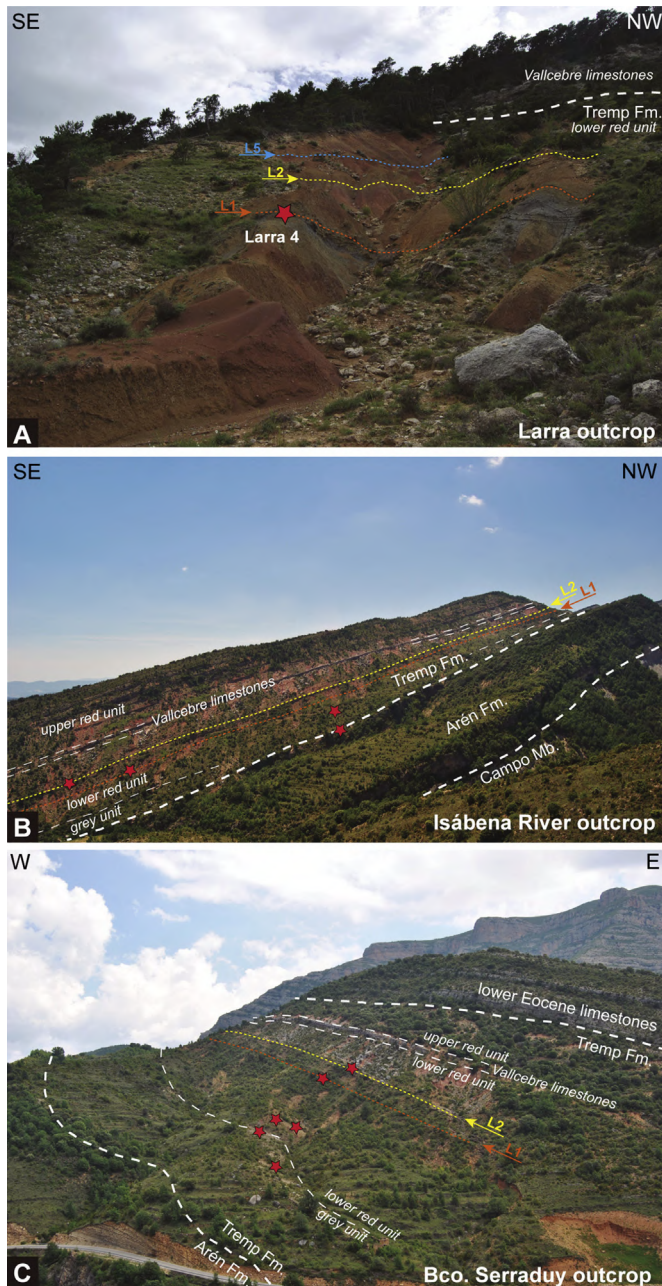 SE
NW
Vallcebre limestones
Tremp Fm.
lower red unit
L5
L2
L1
Larra 4
A
Larra outcrop
SE
NW
L2
L1
Tremp Fm.
Vallcebre limestones
upper red unit
Arén Fm.
Campo Mb.
lower red unit
grey unit
B
Isábena River outcrop
W
E
lower Eocene limestones
Tremp Fm.
upper red unit
Vallcebre limestones
lower red unit
L2
L1
lower red unit
grey unit
Tremp Fm.
Arén Fm.
C
Bco. Serraduy outcrop